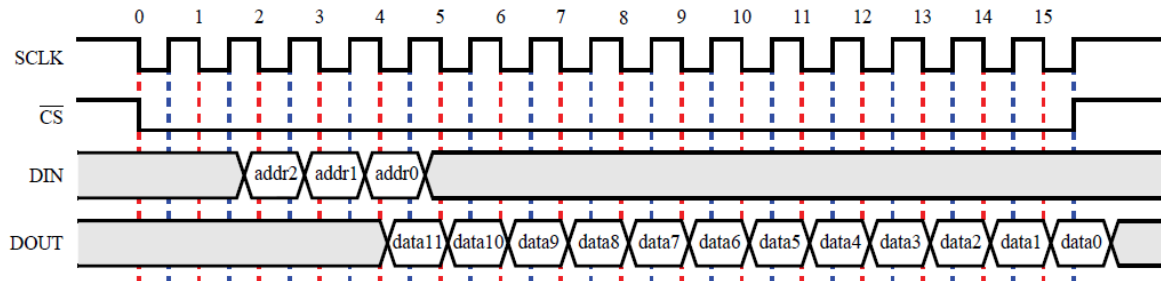 0 1 2 3 4 5 6 7 8 9 10 11 12 13 14 15
SCLK
CS
DIN addr2 addr1 addr0
DOUT data11 data10 data9 data8 data7 data6 data5 data4 data3 data2 data1 data0